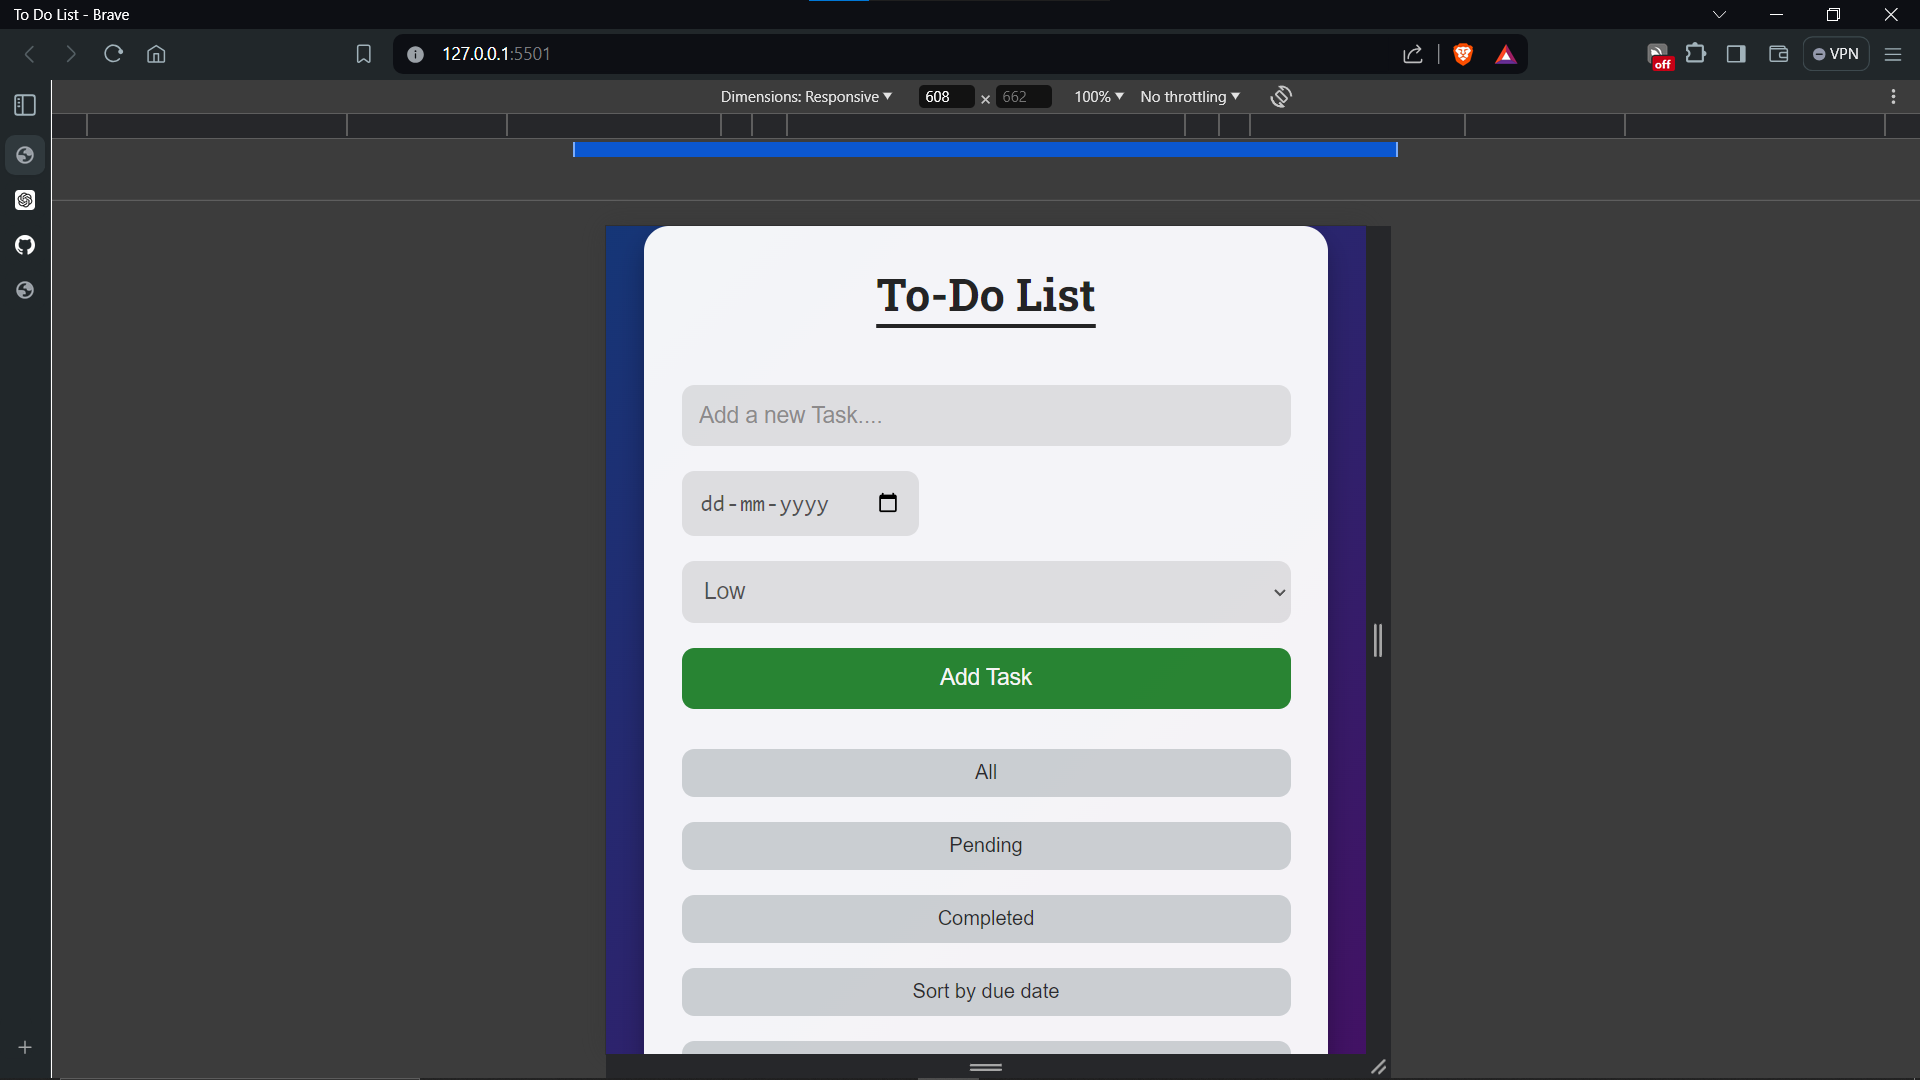 To Do List - Brave
127.0.0.1:5501
off
VPN
Dimensions: Responsive 608 × 662 100% No throttling
To-Do List
Add a new Task....
dd-mm-yyyy
Low
Add Task
All
Pending
Completed
Sort by due date